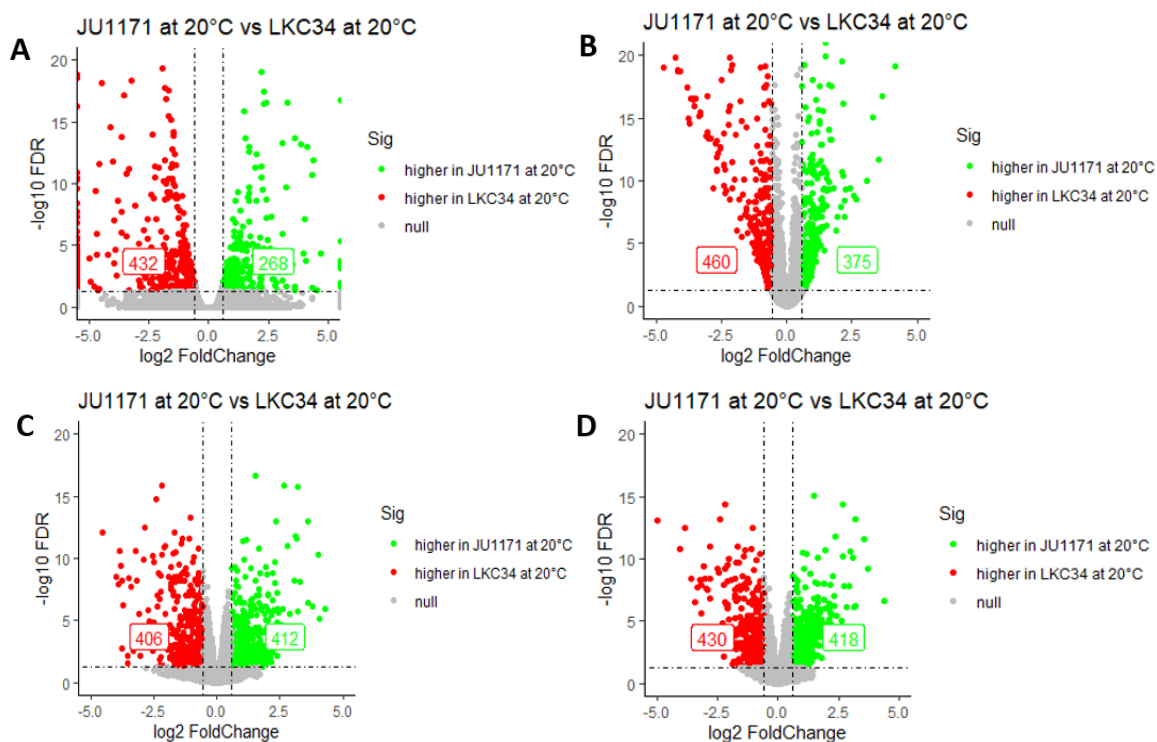 A
JU1171 at 20°C vs LKC34 at 20°C
20
15
10
5
0
-log10 FDR
432
268
-5.0
-2.5
0.0
2.5
5.0
log2 FoldChange
Sig
higher in JU1171 at 20°C
higher in LKC34 at 20°C
null
B
JU1171 at 20°C vs LKC34 at 20°C
20
15
10
5
0
-log10 FDR
460
375
-5.0
-2.5
0.0
2.5
5.0
log2 FoldChange
Sig
higher in JU1171 at 20°C
higher in LKC34 at 20°C
null
C
JU1171 at 20°C vs LKC34 at 20°C
20
15
10
5
0
-log10 FDR
406
412
-5.0
-2.5
0.0
2.5
5.0
log2 FoldChange
Sig
higher in JU1171 at 20°C
higher in LKC34 at 20°C
null
D
JU1171 at 20°C vs LKC34 at 20°C
20
15
10
5
0
-log10 FDR
430
418
-5.0
-2.5
0.0
2.5
5.0
log2 FoldChange
Sig
higher in JU1171 at 20°C
higher in LKC34 at 20°C
null